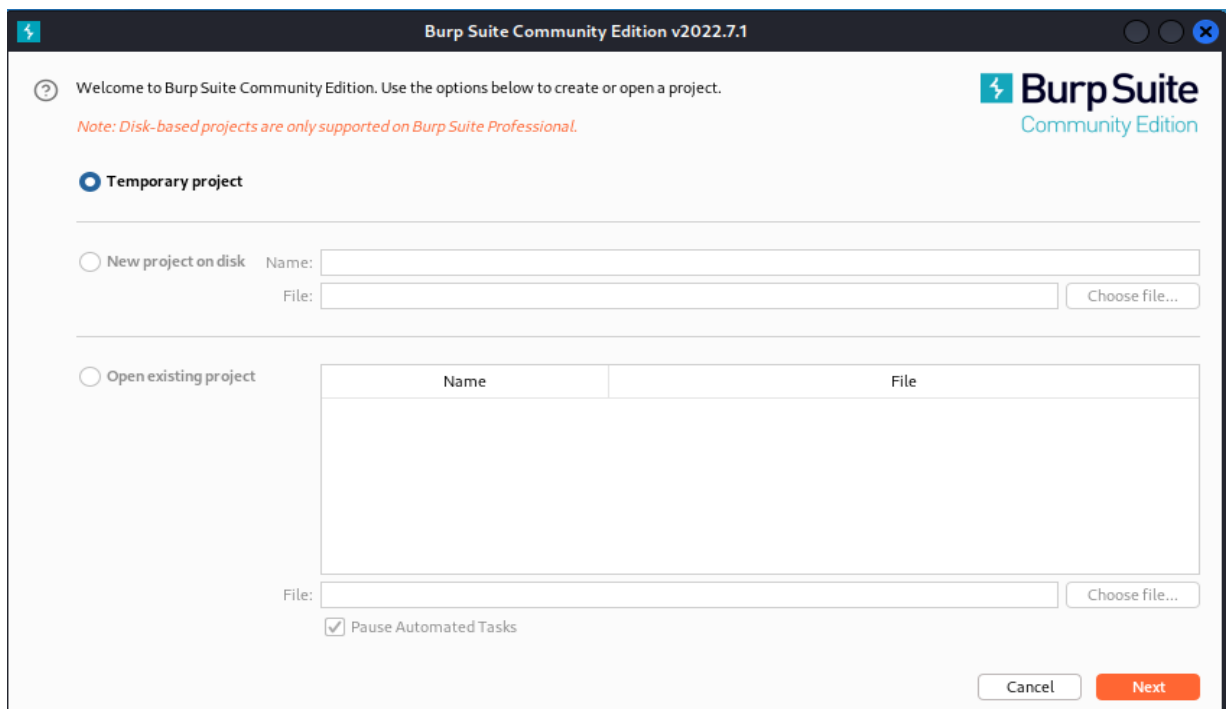 Burp Suite Community Edition v2022.7.1
Welcome to Burp Suite Community Edition. Use the options below to create or open a project.
Burp Suite
Community Edition
Note: Disk-based projects are only supported on Burp Suite Professional.
Temporary project
New project on disk Name:
File: Choose file...
Open existing project Name File
File: Choose file...
Pause Automated Tasks
Cancel Next